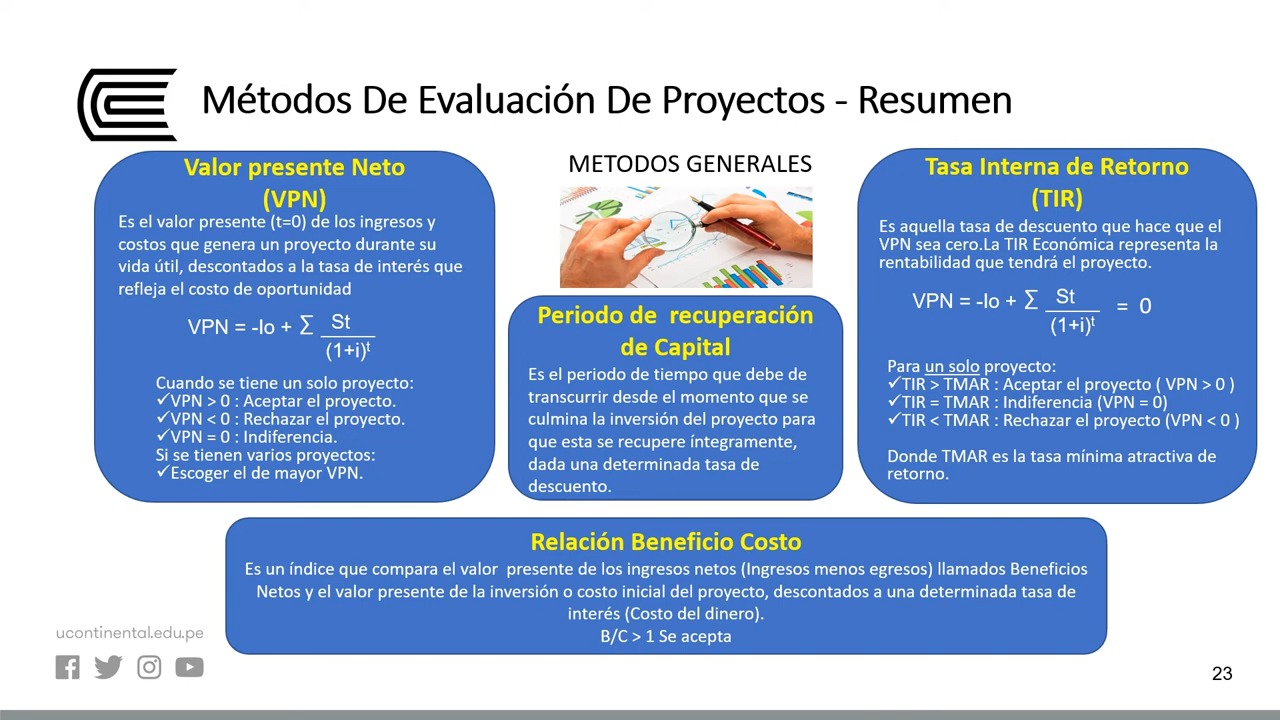 Métodos De Evaluación De Proyectos - Resumen
Valor presente Neto
(VPN)
Es el valor presente (t=0) de los ingresos y
costos que genera un proyecto durante su
vida útil, descontados a la tasa de interés que
refleja el costo de oportunidad
VPN = -Io + ∑ St
(1+i)^t
Cuando se tiene un solo proyecto:
✓VPN > 0 : Aceptar el proyecto.
✓VPN < 0 : Rechazar el proyecto.
✓VPN = 0 : Indiferencia.
Si se tienen varios proyectos:
✓Escoger el de mayor VPN.
METODOS GENERALES
Periodo de recuperación
de Capital
Es el periodo de tiempo que debe de
transcurrir desde el momento que se
culmina la inversión del proyecto para
que esta se recupere íntegramente,
dada una determinada tasa de
descuento.
Tasa Interna de Retorno
(TIR)
Es aquella tasa de descuento que hace que el
VPN sea cero.La TIR Económica representa la
rentabilidad que tendrá el proyecto.
VPN = -Io + ∑ St = 0
(1+i)^t
Para un solo proyecto:
✓TIR > TMAR : Aceptar el proyecto ( VPN > 0 )
✓TIR = TMAR : Indiferencia (VPN = 0)
✓TIR < TMAR : Rechazar el proyecto (VPN < 0 )
Donde TMAR es la tasa mínima atractiva de
retorno.
Relación Beneficio Costo
Es un índice que compara el valor presente de los ingresos netos (Ingresos menos egresos) llamados Beneficios
Netos y el valor presente de la inversión o costo inicial del proyecto, descontados a una determinada tasa de
interés (Costo del dinero).
B/C > 1 Se acepta
ucontinental.edu.pe
23